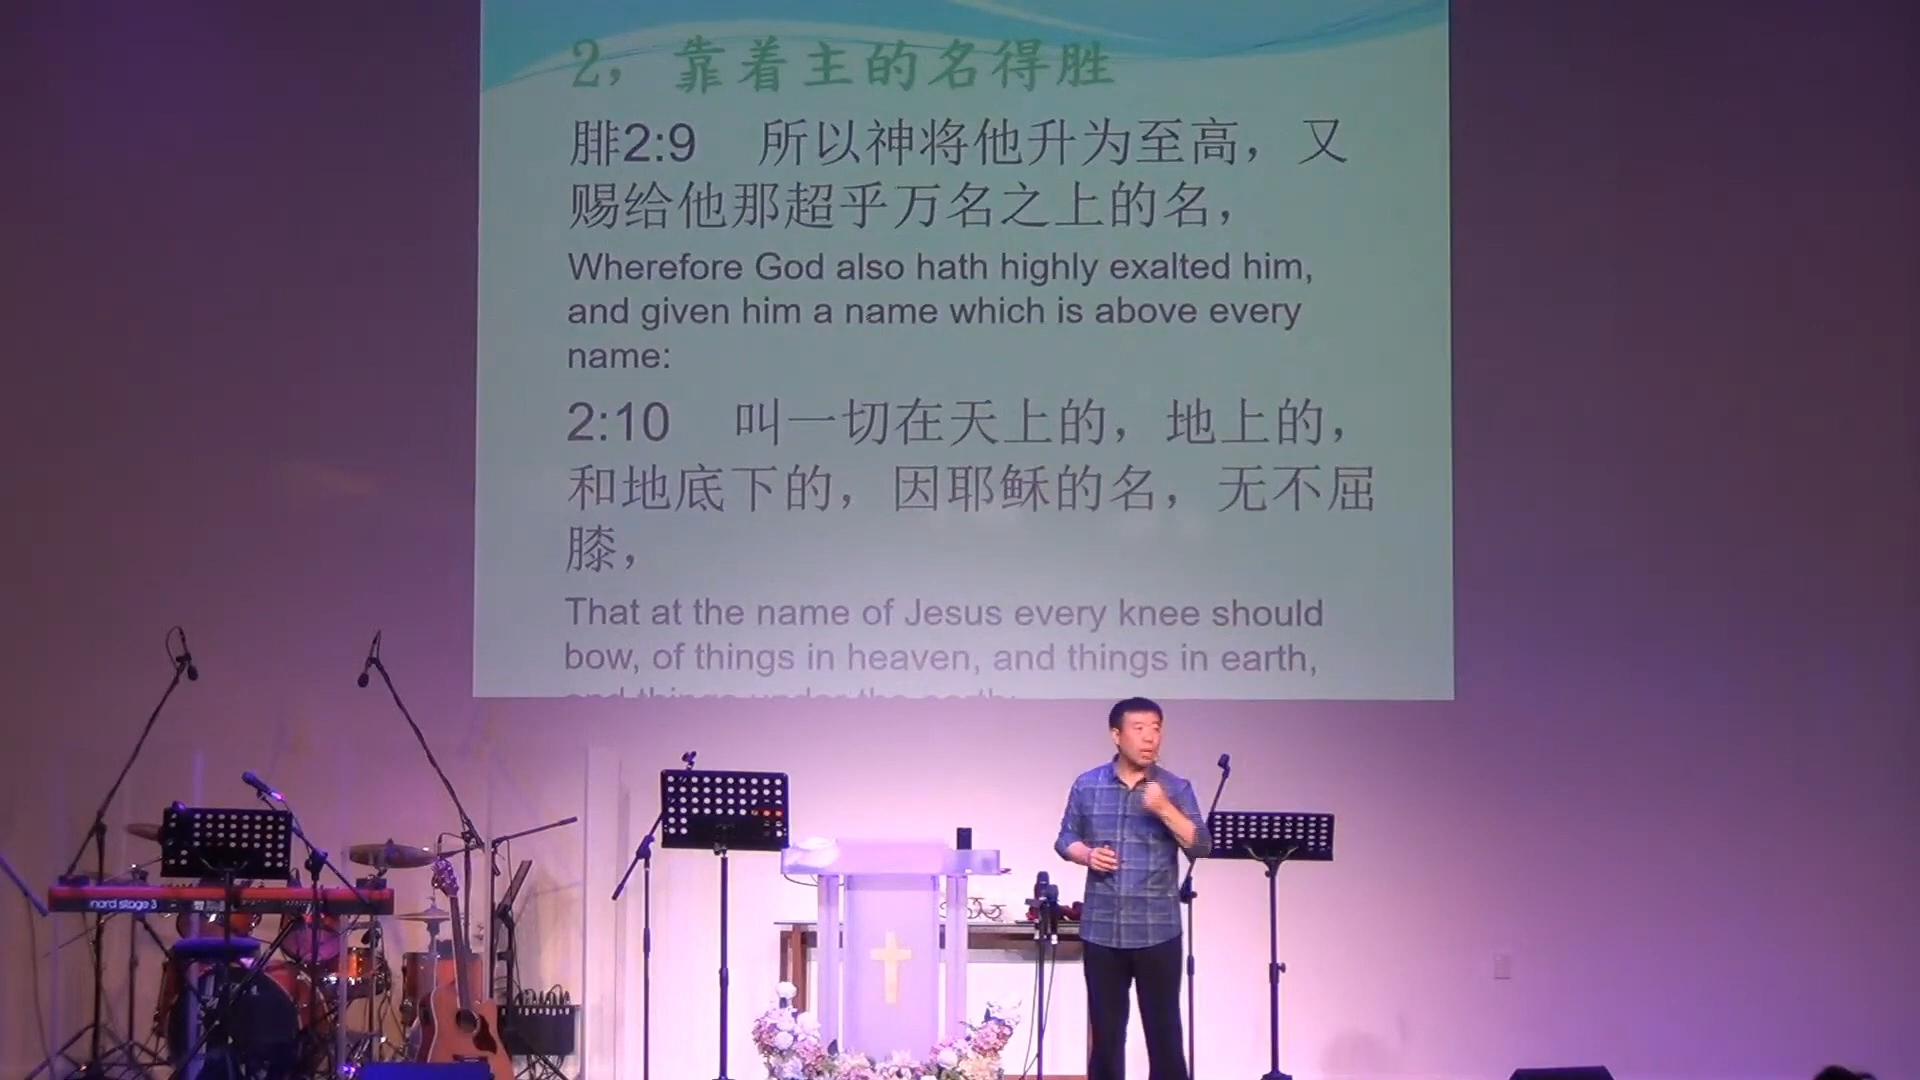 2，靠着主的名得胜
腓2:9 所以神将他升为至高，又
赐给他那超乎万名之上的名，
Wherefore God also hath highly exalted him,
and given him a name which is above every
name:
2:10 叫一切在天上的，地上的，
和地底下的，因耶稣的名，无不屈
膝，
That at the name of Jesus every knee should
bow, of things in heaven, and things in earth,
and things under the earth:
nord stage 3